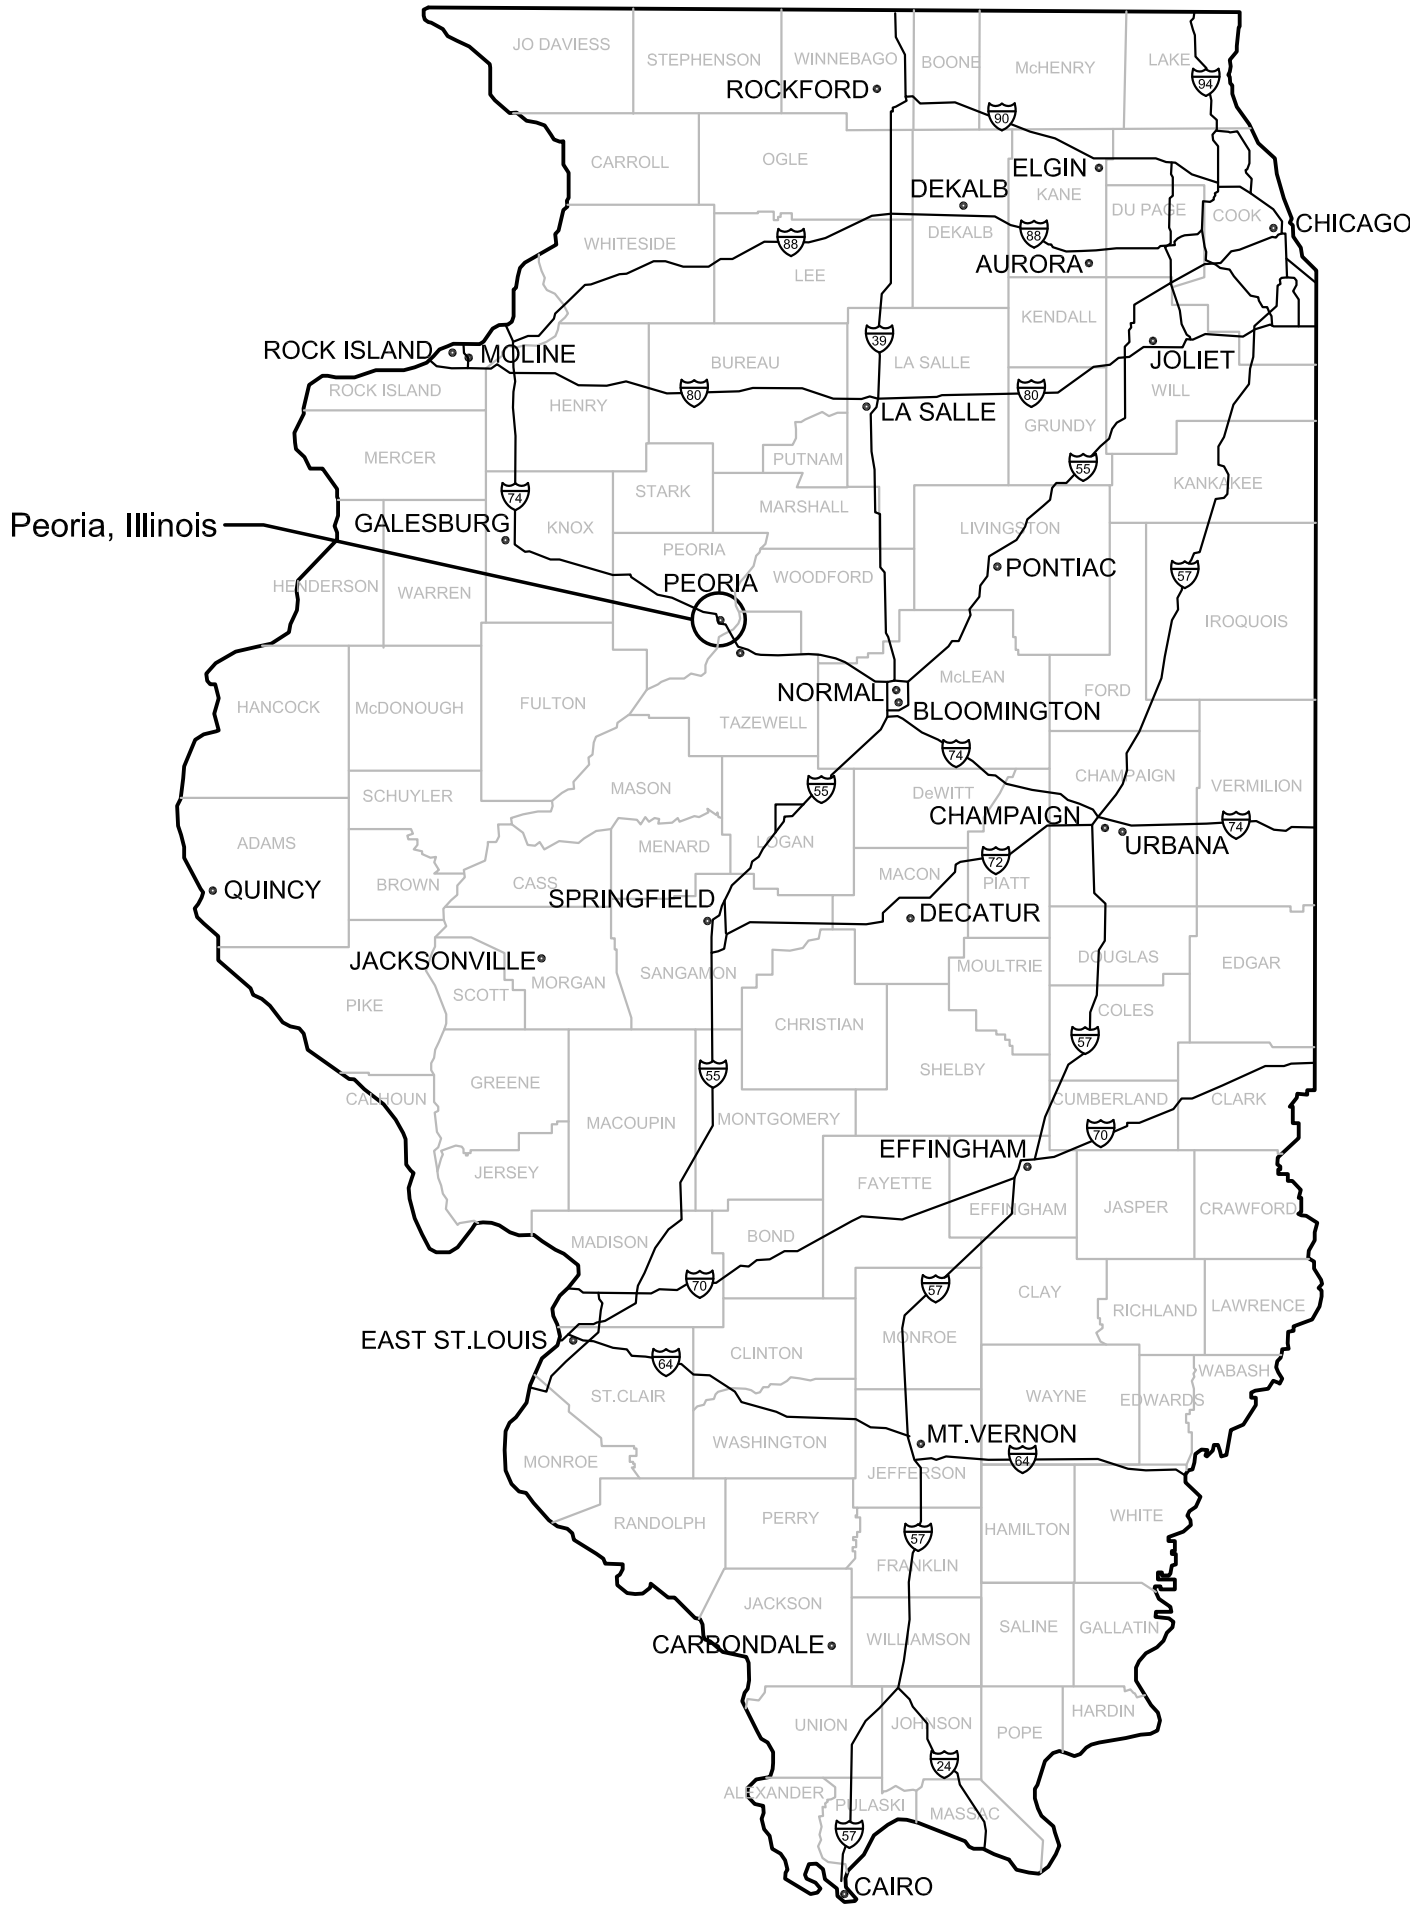 JO DAVIESS
STEPHENSON
WINNEBAGO
BOONE
McHENRY
LAKE
94
ROCKFORD
90
CARROLL
OGLE
ELGIN
KANE
DEKALB
DU PAGE
COOK
CHICAGO
WHITESIDE
88
LEE
DEKALB
88
AURORA
KENDALL
ROCK ISLAND
MOLINE
BUREAU
39
LA SALLE
JOLIET
ROCK ISLAND
HENRY
80
80
WILL
LA SALLE
GRUNDY
MERCER
PUTNAM
55
KANKAKEE
74
STARK
MARSHALL
GALESBURG
KNOX
LIVINGSTON
Peoria, Illinois
PEORIA
WOODFORD
PONTIAC
57
HENDERSON
WARREN
PEORIA
IROQUOIS
NORMAL
McLEAN
FORD
HANCOCK
McDONOUGH
FULTON
TAZEWELL
BLOOMINGTON
74
CHAMPAIGN
VERMILION
SCHUYLER
MASON
55
DeWITT
CHAMPAIGN
74
ADAMS
MENARD
LOGAN
URBANA
72
QUINCY
BROWN
CASS
MACON
PIATT
SPRINGFIELD
DECATUR
JACKSONVILLE
MORGAN
SANGAMON
MOULTRIE
DOUGLAS
EDGAR
PIKE
SCOTT
CHRISTIAN
COLES
57
GREENE
55
SHELBY
CALHOUN
MACOUPIN
MONTGOMERY
CUMBERLAND
CLARK
70
JERSEY
EFFINGHAM
FAYETTE
EFFINGHAM
JASPER
CRAWFORD
MADISON
BOND
70
57
CLAY
RICHLAND
LAWRENCE
EAST ST.LOUIS
MONROE
64
CLINTON
WABASH
ST.CLAIR
WAYNE
EDWARDS
WASHINGTON
MT.VERNON
MONROE
JEFFERSON
64
RANDOLPH
PERRY
57
HAMILTON
WHITE
FRANKLIN
JACKSON
CARBONDALE
WILLIAMSON
SALINE
GALLATIN
UNION
JOHNSON
POPE
HARDIN
24
ALEXANDER
PULASKI
MASSAC
57
CAIRO